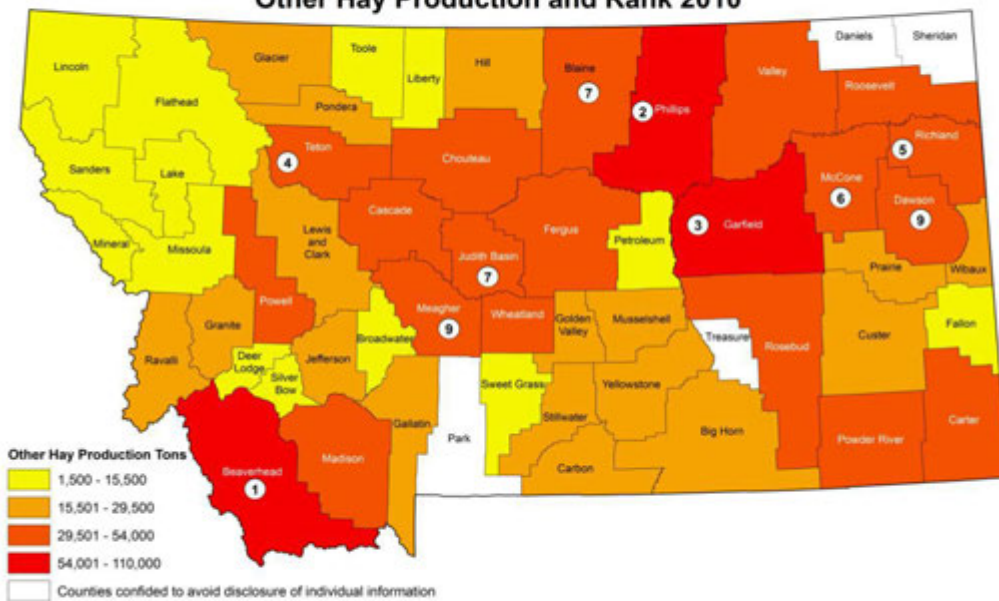 Other Hay Production and Rank 2016
Lincoln
Flathead
Glacier
Toole
Liberty
Hill
Blaine
7
Phillips
2
Valley
Daniels
Sheridan
Roosevelt
Pondera
Teton
4
Chouteau
Richland
5
McCone
6
Dawson
9
Sanders
Lake
Mineral
Missoula
Lewis
and
Clark
Cascade
Judith Basin
7
Fergus
Petroleum
3
Garfield
Prairie
Wibaux
Powell
Meagher
9
Wheatland
Golden
Valley
Musselshell
Treasure
Rosebud
Custer
Fallon
Ravalli
Granite
Deer
Lodge
Silver
Bow
Jefferson
Broadwater
Sweet Grass
Yellowstone
Gallatin
Park
Stillwater
Carbon
Big Horn
Powder River
Carter
Beaverhead
1
Madison
Other Hay Production Tons
1,500 - 15,500
15,501 - 29,500
29,501 - 54,000
54,001 - 110,000
Counties confided to avoid disclosure of individual information